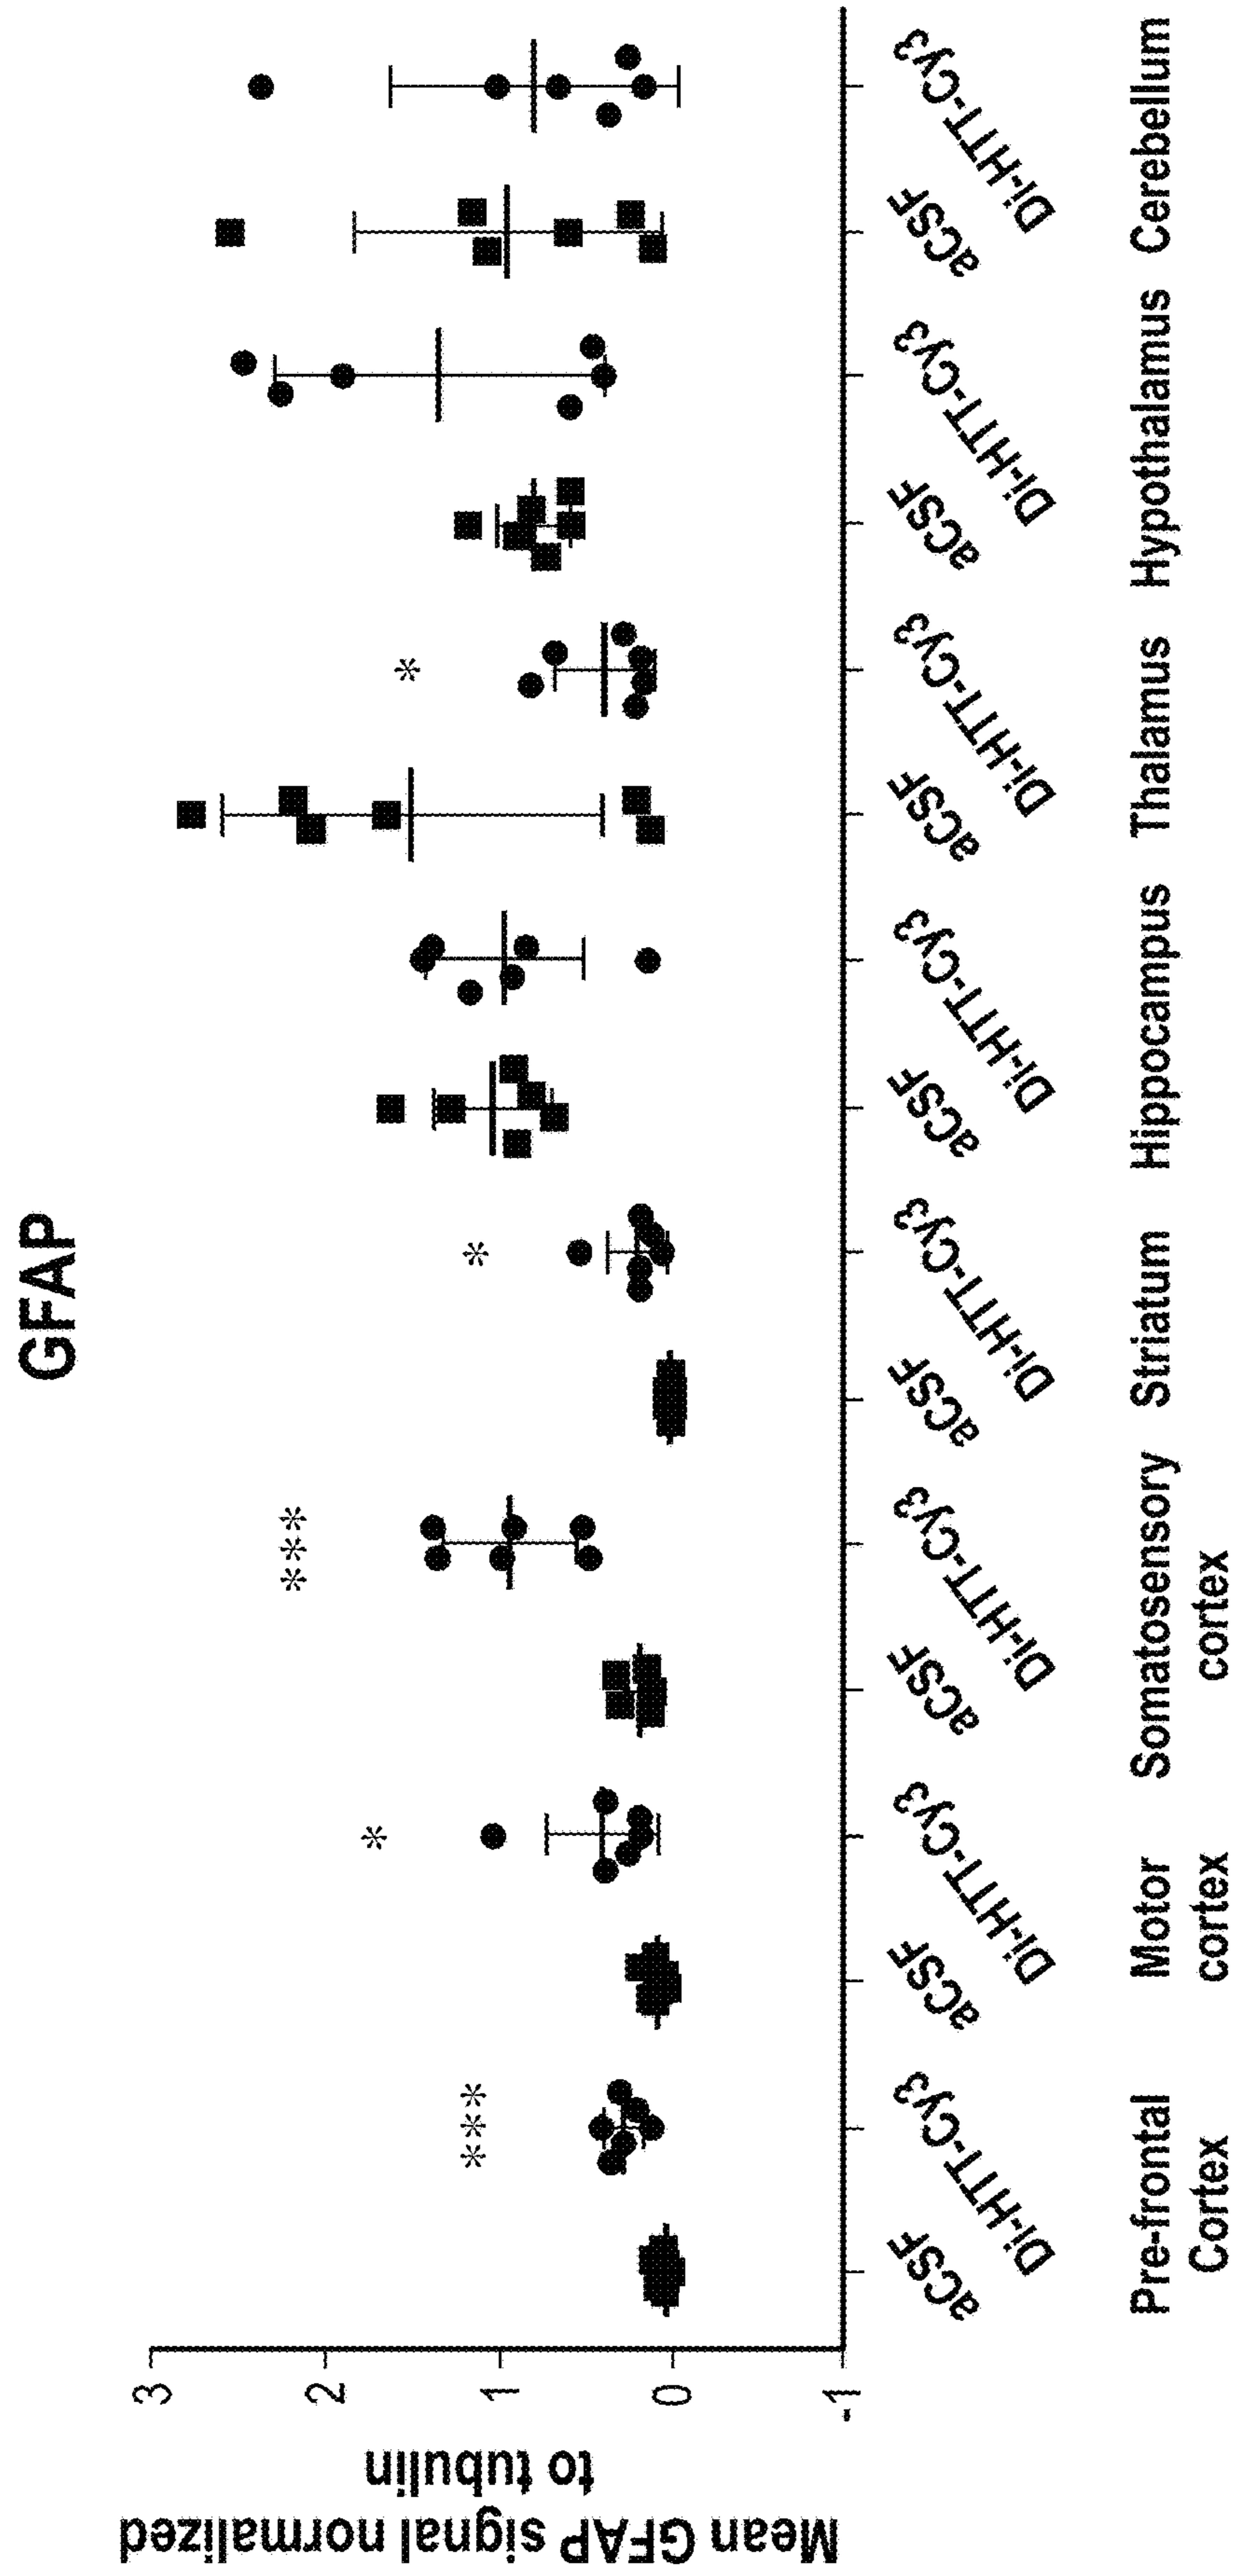 GFAP
Mean GFAP signal normalized
to tubulin
3
2
1
0
-1
***
*
***
*
*
aCSF
Di-HTT-Cy3
aCSF
Di-HTT-Cy3
aCSF
Di-HTT-Cy3
aCSF
Di-HTT-Cy3
aCSF
Di-HTT-Cy3
aCSF
Di-HTT-Cy3
aCSF
Di-HTT-Cy3
aCSF
Di-HTT-Cy3
Pre-frontal
Cortex
Motor
cortex
Somatosensory
cortex
Striatum
Hippocampus
Thalamus
Hypothalamus
Cerebellum